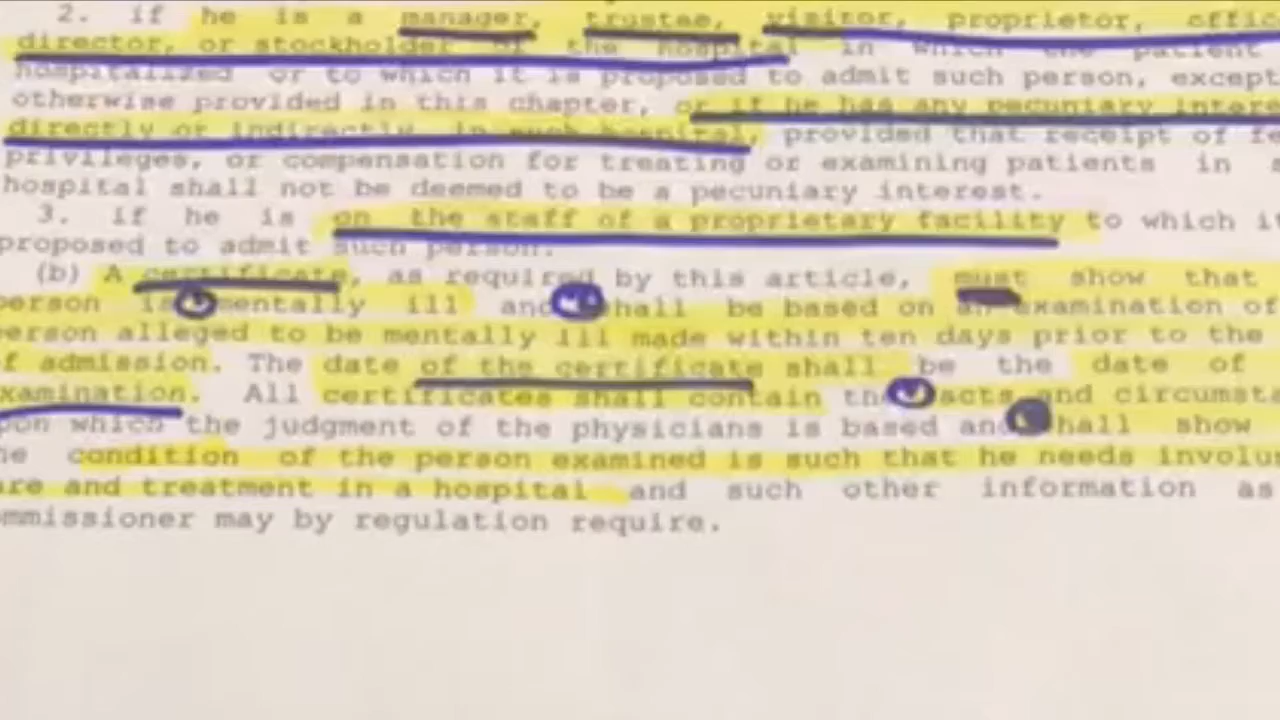 2. if he is a manager, trustee, visitor, proprietor, offic
director, or stockholder of the hospital in which the patient
hospitalized or to which it is proposed to admit such person, except
otherwise provided in this chapter, or if he has any pecuniary intere
directly or indirectly, in such hospital, provided that receipt of fe
privileges, or compensation for treating or examining patients in s
hospital shall not be deemed to be a pecuniary interest.
3. if he is on the staff of a proprietary facility to which it
proposed to admit such person.
(b) A certificate, as required by this article, must show that
person is mentally ill and shall be based on an examination of
person alleged to be mentally ill made within ten days prior to the
of admission. The date of the certificate shall be the date of
xamination. All certificates shall contain the facts and circumsta
pon which the judgment of the physicians is based and shall show
he condition of the person examined is such that he needs involun
are and treatment in a hospital and such other information as
ommissioner may by regulation require.